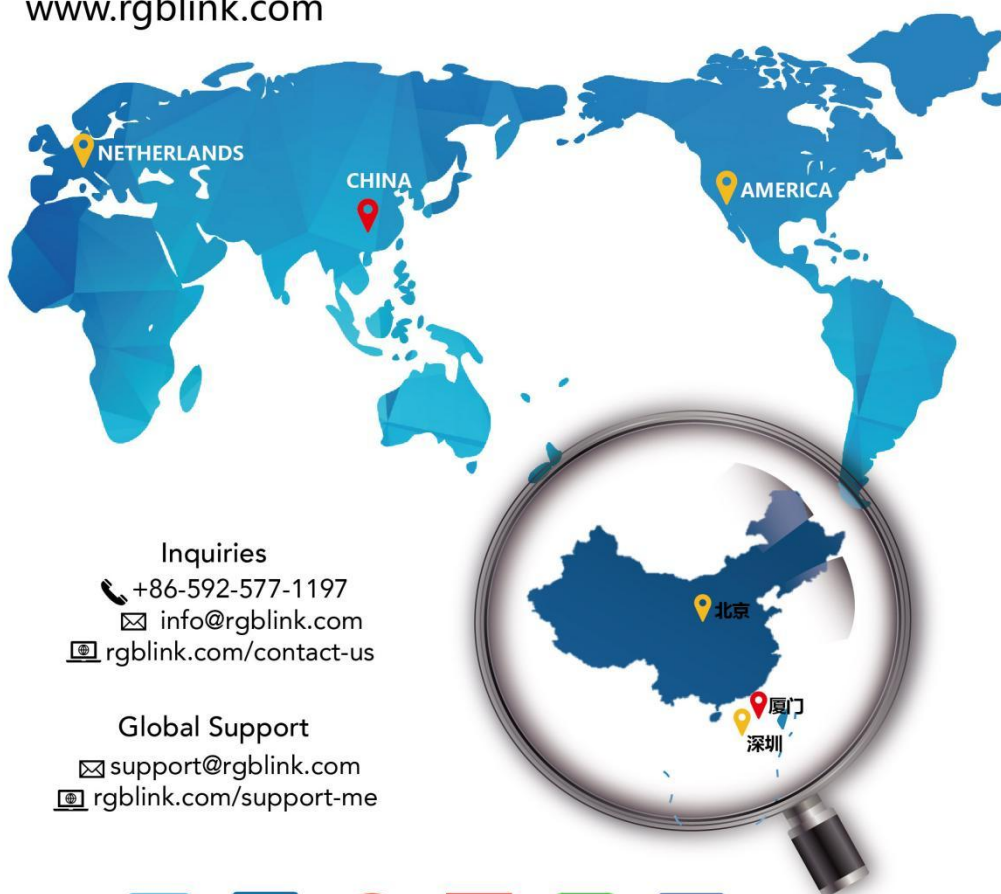 www.rgblink.com
NETHERLANDS
CHINA
AMERICA
Inquiries
+86-592-577-1197
info@rgblink.com
rgblink.com/contact-us
Global Support
support@rgblink.com
rgblink.com/support-me
北京
厦门
深圳